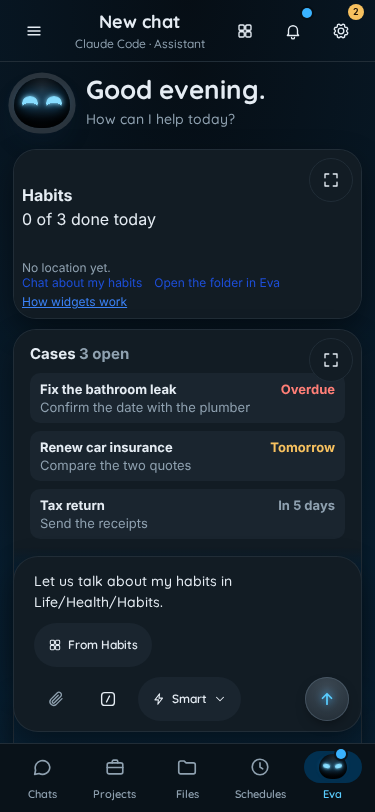 New chat
Claude Code · Assistant
2
Good evening.
How can I help today?
Habits
0 of 3 done today
No location yet.
Chat about my habits Open the folder in Eva
How widgets work
Cases 3 open
Fix the bathroom leak Overdue
Confirm the date with the plumber
Renew car insurance Tomorrow
Compare the two quotes
Tax return In 5 days
Send the receipts
Let us talk about my habits in
Life/Health/Habits.
From Habits
Smart
Chats Projects Files Schedules Eva